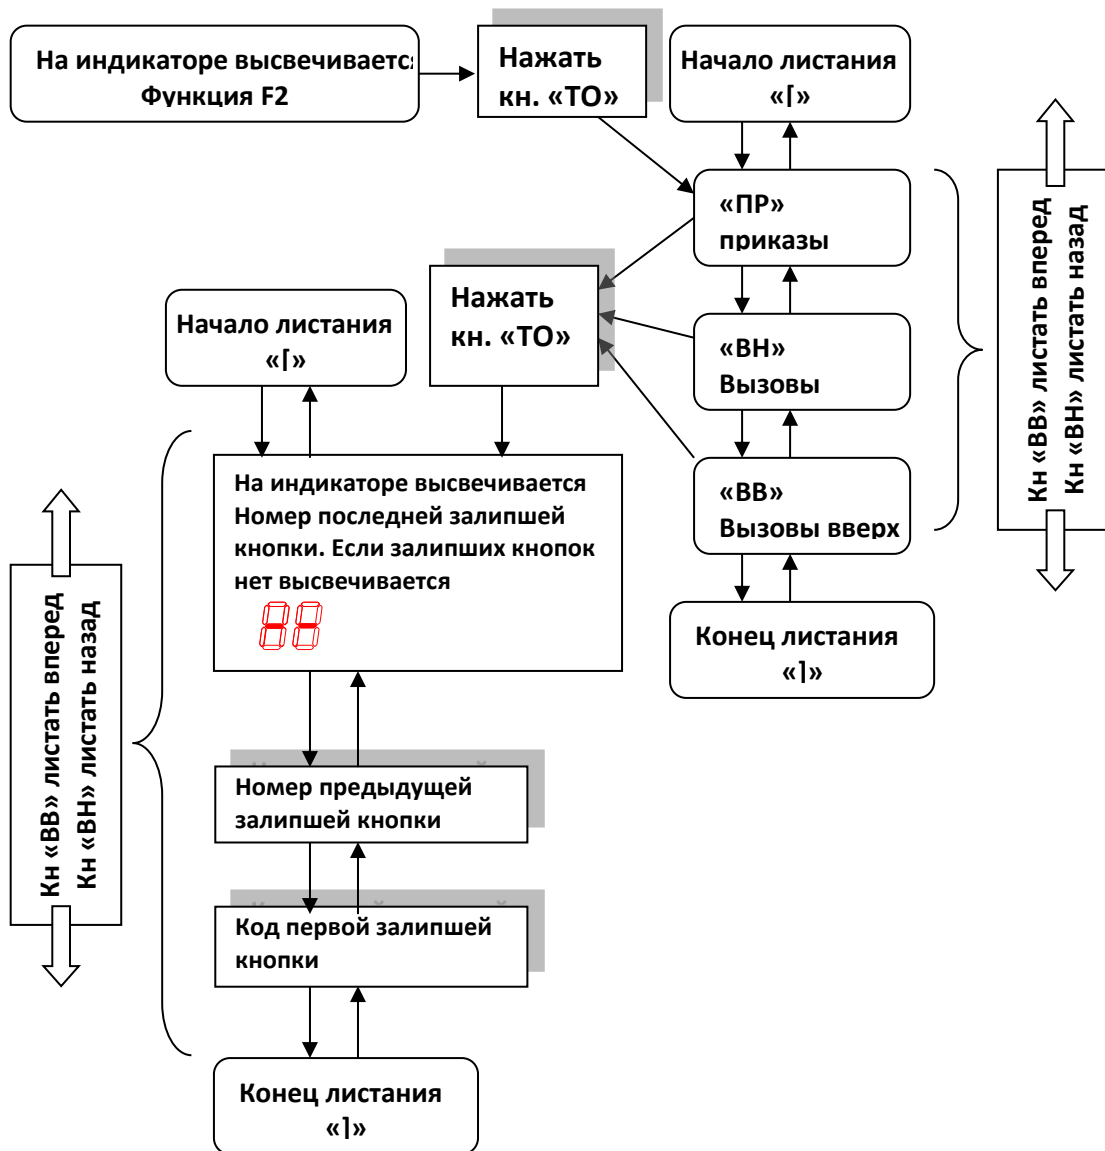 На индикаторе высвечивается
Функция F2
Нажать
кн. «ТО»
Начало листания
«[»
«ПР»
приказы
«ВН»
Вызовы
«ВВ»
Вызовы вверх
Конец листания
«]»
Кн «ВВ» листать вперед
Кн «ВН» листать назад
Нажать
кн. «ТО»
Начало листания
«[»
На индикаторе высвечивается
Номер последней залипшей
кнопки. Если залипших кнопок
нет высвечивается
--
Номер предыдущей
залипшей кнопки
Код первой залипшей
кнопки
Конец листания
«]»
Кн «ВВ» листать вперед
Кн «ВН» листать назад